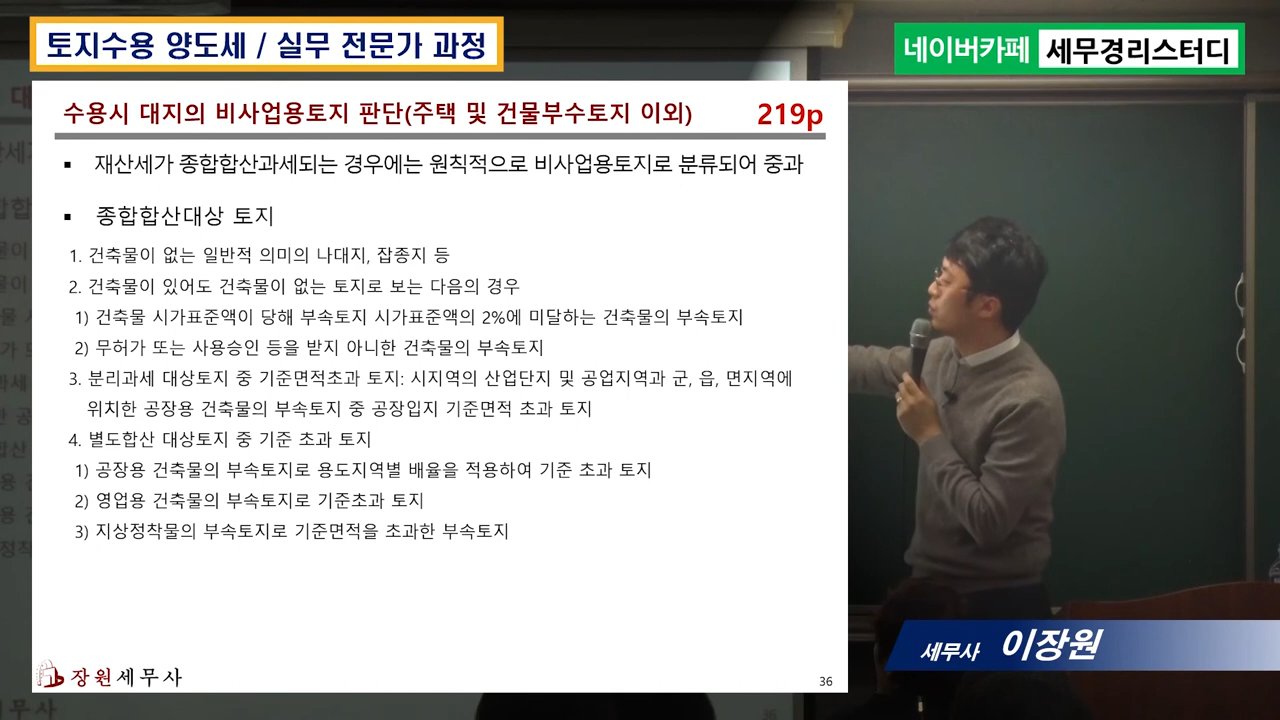 토지수용 양도세 / 실무 전문가 과정
네이버카페 세무경리스터디
수용시 대지의 비사업용토지 판단(주택 및 건물부수토지 이외) 219p
▪ 재산세가 종합합산과세되는 경우에는 원칙적으로 비사업용토지로 분류되어 중과
▪ 종합합산대상 토지
1. 건축물이 없는 일반적 의미의 나대지, 잡종지 등
2. 건축물이 있어도 건축물이 없는 토지로 보는 다음의 경우
1) 건축물 시가표준액이 당해 부속토지 시가표준액의 2%에 미달하는 건축물의 부속토지
2) 무허가 또는 사용승인 등을 받지 아니한 건축물의 부속토지
3. 분리과세 대상토지 중 기준면적초과 토지: 시지역의 산업단지 및 공업지역과 군, 읍, 면지역에
위치한 공장용 건축물의 부속토지 중 공장입지 기준면적 초과 토지
4. 별도합산 대상토지 중 기준 초과 토지
1) 공장용 건축물의 부속토지로 용도지역별 배율을 적용하여 기준 초과 토지
2) 영업용 건축물의 부속토지로 기준초과 토지
3) 지상정착물의 부속토지로 기준면적을 초과한 부속토지
세무사 이장원
장원세무사
36